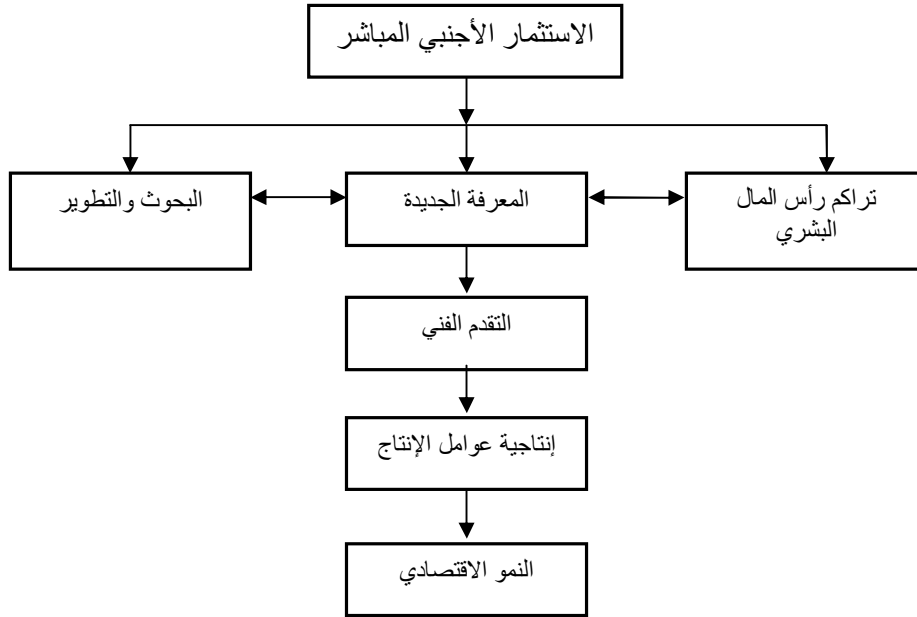 الاستثمار الأجنبي المباشر
تراكم رأس المال
البشري
المعرفة الجديدة
البحوث والتطوير
التقدم الفني
إنتاجية عوامل الإنتاج
النمو الاقتصادي